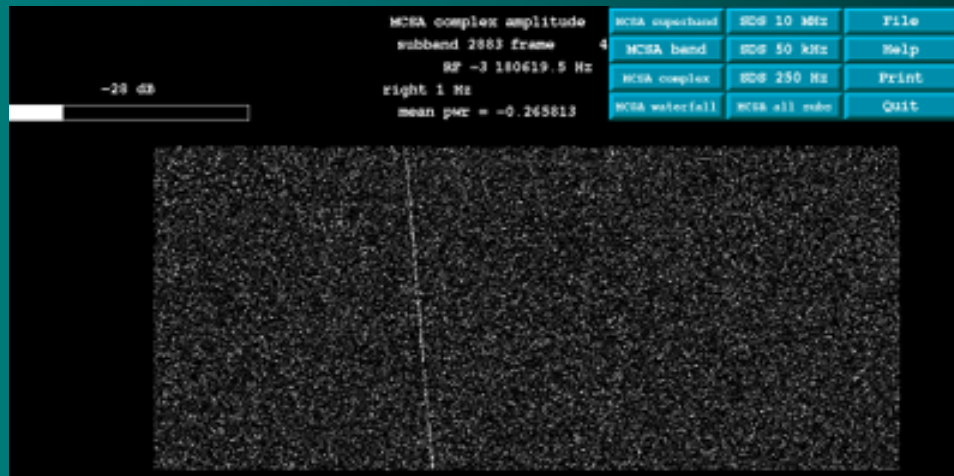 MCSA complex amplitude
subband 2883 frame 4
RF -3 180619.5 Hz
right 1 Hz
mean pwr = -0.265813
-28 dB
MCSA superband SDS 10 MHz File
MCSA band SDS 50 kHz Help
MCSA complex SDS 250 Hz Print
MCSA waterfall MCSA all subs Quit